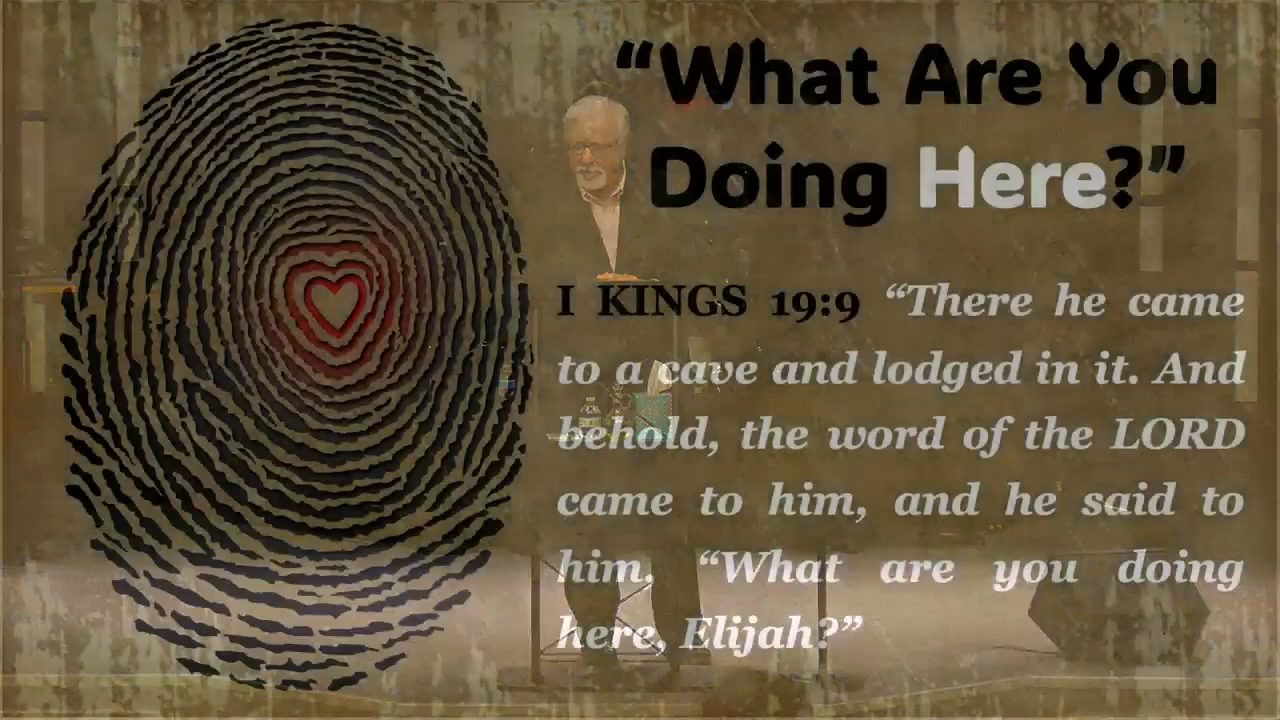 “What Are You
Doing Here?”
I KINGS 19:9 “There he came
to a cave and lodged in it. And
behold, the word of the LORD
came to him, and he said to
him, “What are you doing
here, Elijah?”